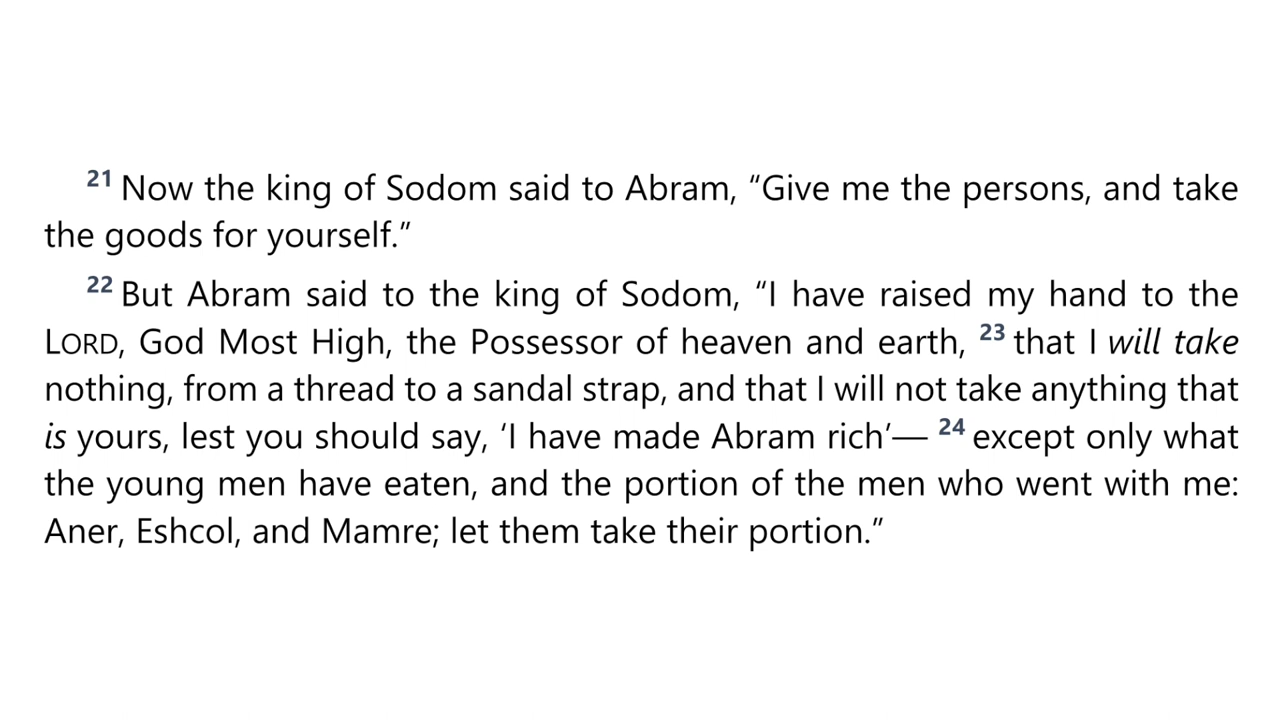 21 Now the king of Sodom said to Abram, “Give me the persons, and take
the goods for yourself.”
22 But Abram said to the king of Sodom, “I have raised my hand to the
LORD, God Most High, the Possessor of heaven and earth, 23 that I will take
nothing, from a thread to a sandal strap, and that I will not take anything that
is yours, lest you should say, ‘I have made Abram rich’— 24 except only what
the young men have eaten, and the portion of the men who went with me:
Aner, Eshcol, and Mamre; let them take their portion.”